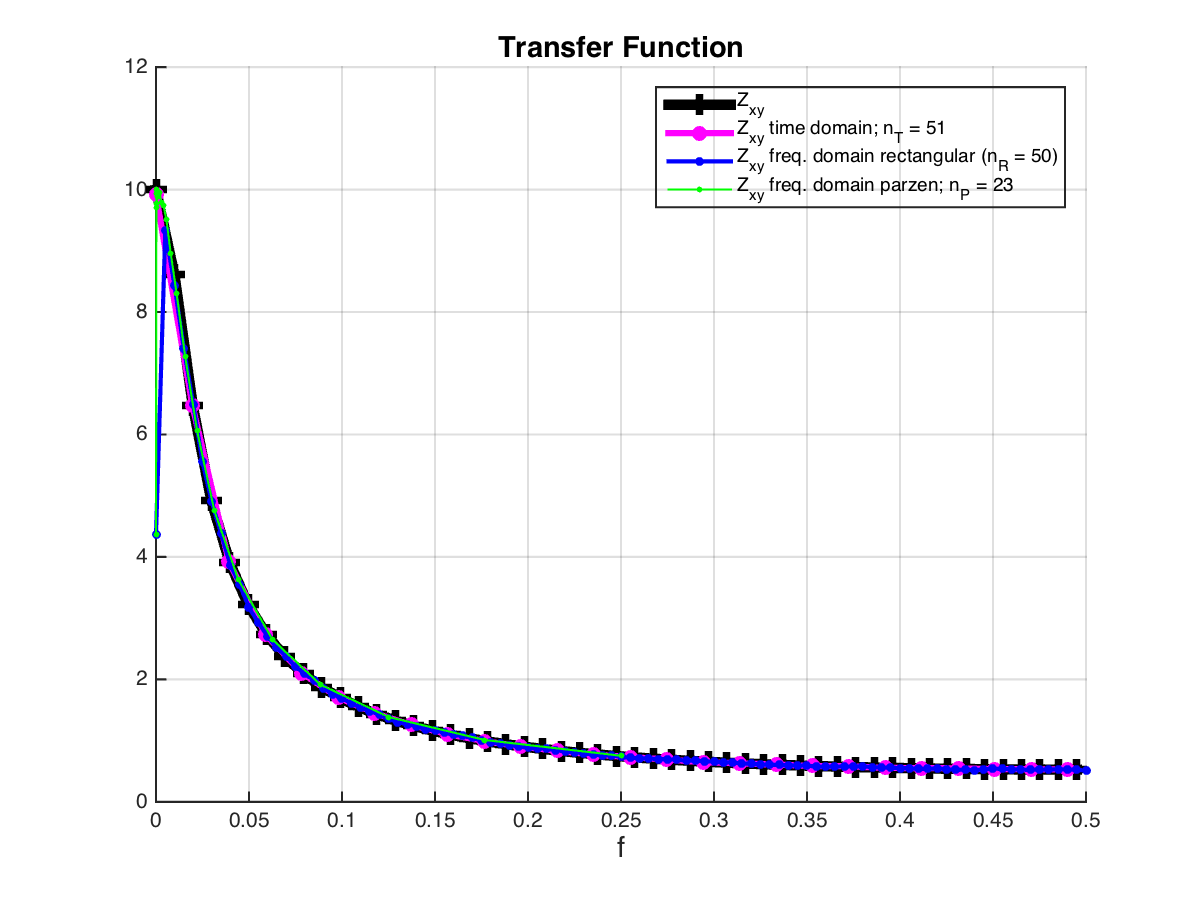 Transfer Function
12
10
8
6
4
2
0
Z_xy
Z_xy time domain; n_T = 51
Z_xy freq. domain rectangular (n_R = 50)
Z_xy freq. domain parzen; n_P = 23
0 0.05 0.1 0.15 0.2 0.25 0.3 0.35 0.4 0.45 0.5
f